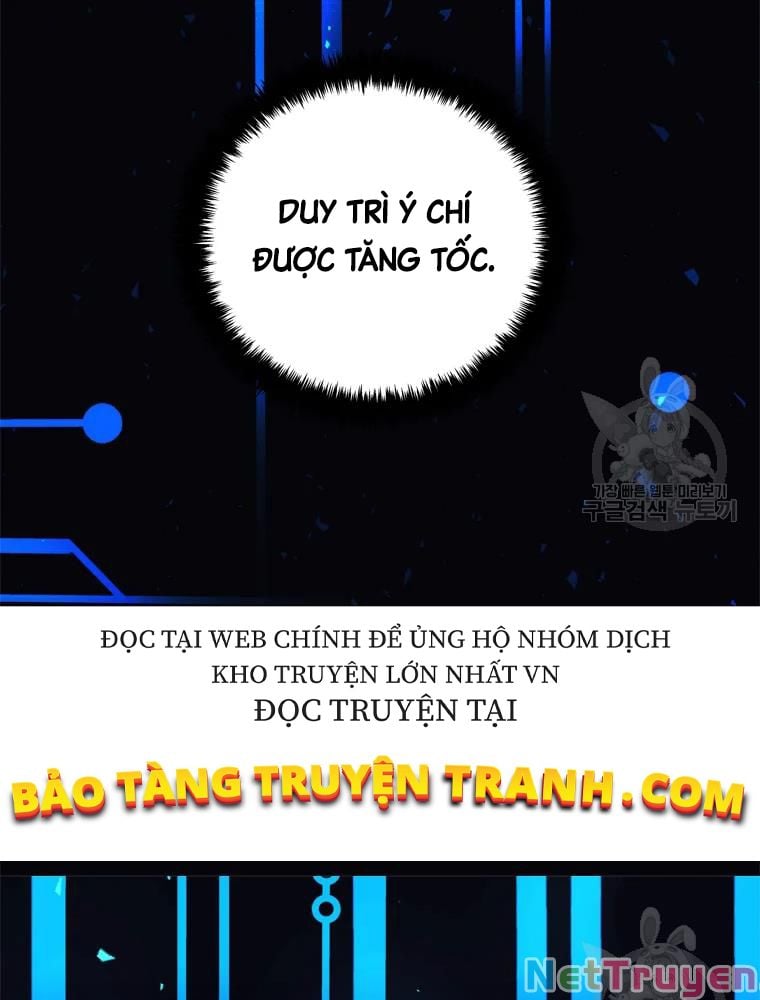 DUY TRÌ Ý CHÍ
ĐƯỢC TĂNG TỐC.
가장 빠른 웹툰 미리보기
구글검색 뉴토끼
ĐỌC TẠI WEB CHÍNH ĐỂ ỦNG HỘ NHÓM DỊCH
KHO TRUYỆN LỚN NHẤT VN
ĐỌC TRUYỆN TẠI
BẢO TÀNG TRUYỆN TRANH.COM
NetTruyen